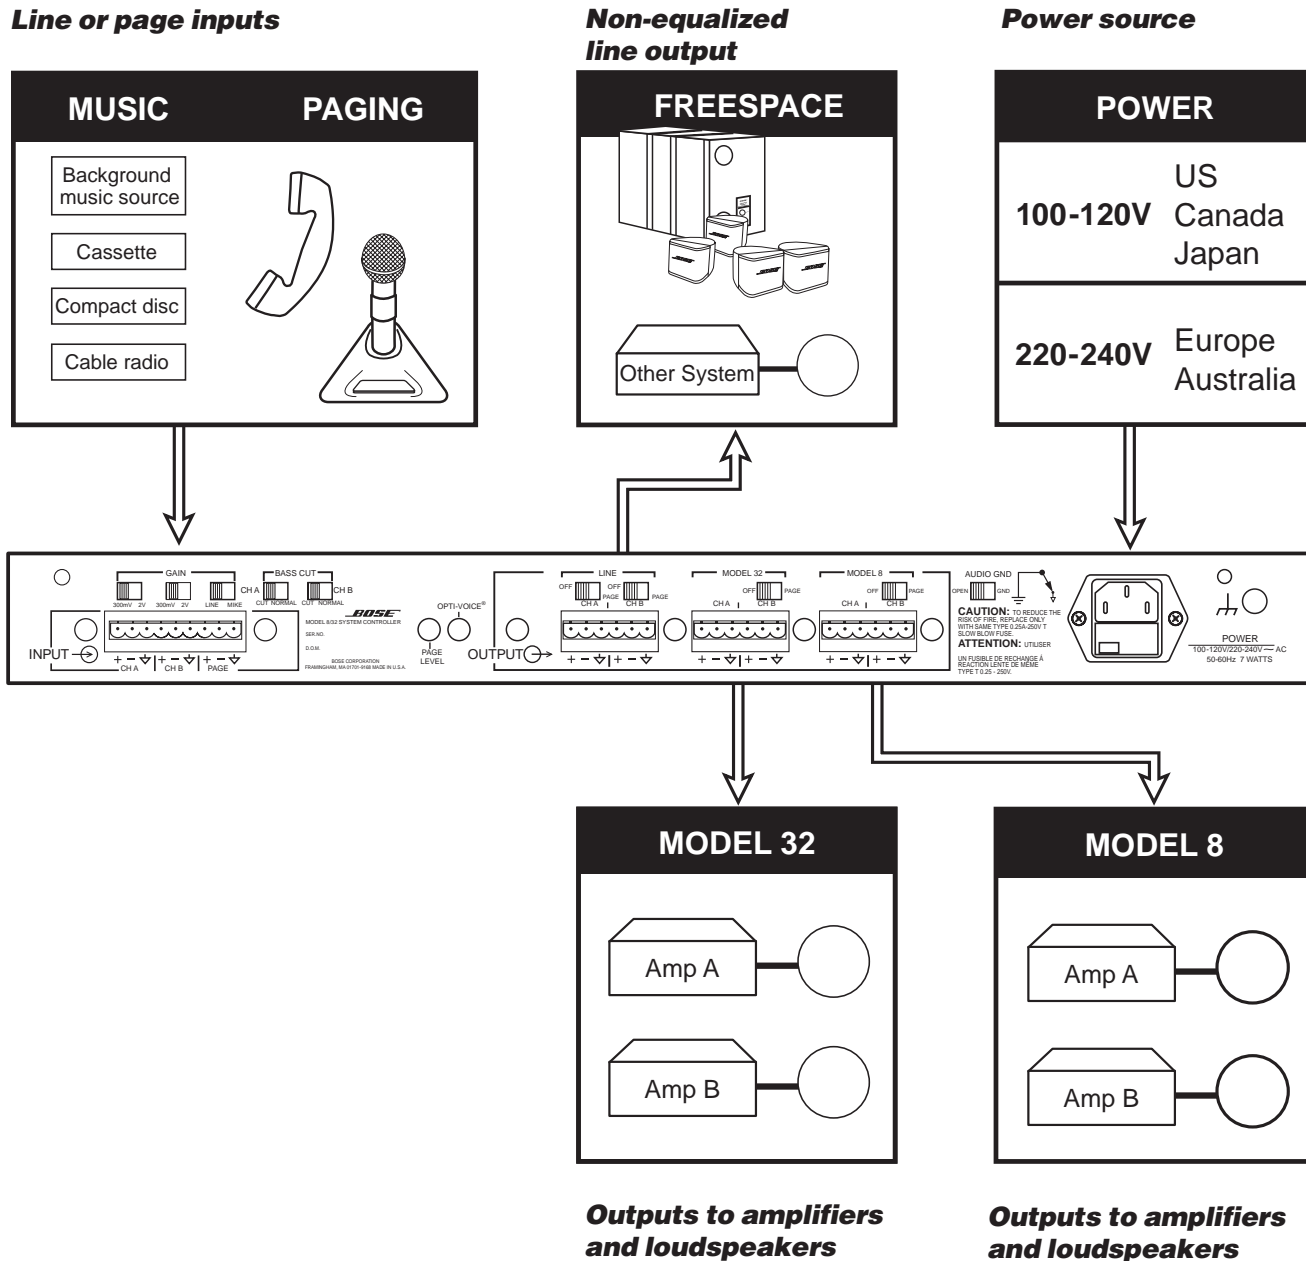 Line or page inputs
Non-equalized
line output
Power source
MUSIC PAGING
Background
music source
Cassette
Compact disc
Cable radio
FREESPACE
BOSE
BOSE
BOSE
BOSE
Other System
POWER
100-120V
US
Canada
Japan
220-240V
Europe
Australia
GAIN
300mV 2V 300mV 2V LINE MIKE
BASS CUT
CH A CH B
CUT NORMAL CUT NORMAL
INPUT
+ - + - + -
CH A CH B PAGE
BOSE
MODEL 8/32 SYSTEM CONTROLLER
SER.NO.
D.O.M.
BOSE CORPORATION
FRAMINGHAM, MA 01701-9168 MADE IN U.S.A.
OPTI-VOICE®
PAGE
LEVEL
OUTPUT
LINE
OFF PAGE OFF PAGE
CH A CH B
+ - + -
MODEL 32
OFF PAGE
CH A CH B
+ - + -
MODEL 8
OFF PAGE
CH A CH B
+ - + -
AUDIO GND
OPEN GND
CAUTION: TO REDUCE THE
RISK OF FIRE, REPLACE ONLY
WITH SAME TYPE 0.25A-250V T
SLOW BLOW FUSE.
ATTENTION: UTILISER
UN FUSIBLE DE RECHANGE À
REACTION LENTE DE MÊME
TYPE T 0.25 - 250V.
POWER
100-120V/220-240V ~ AC
50-60Hz 7 WATTS
MODEL 32
Amp A
Amp B
MODEL 8
Amp A
Amp B
Outputs to amplifiers
and loudspeakers
Outputs to amplifiers
and loudspeakers